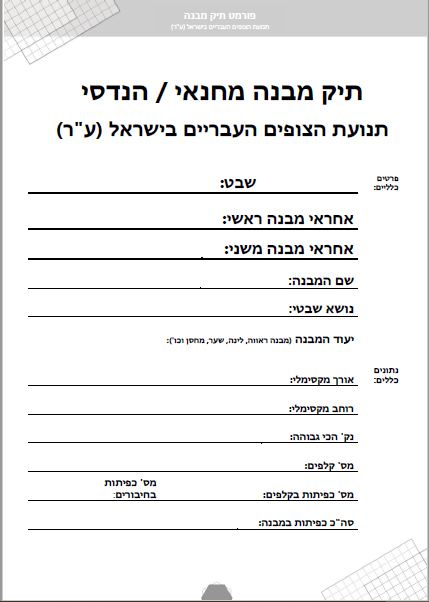 פורמט תיק מבנה
תנועת הצופים העבריים בישראל (ע"ר)
תיק מבנה מחנאי / הנדסי
תנועת הצופים העבריים בישראל (ע"ר)
פרטים
כלליים:
שבט:
אחראי מבנה ראשי:
אחראי מבנה משני:
שם המבנה:
נושא שבטי:
יעוד המבנה (מבנה ראווה, לינה, שער, מחסן וכו'):
נתונים
כללים:
אורך מקסימלי:
רוחב מקסימלי:
נק' הכי גבוהה:
מס' קלפים:
מס' כפיתות בקלפים:
מס' כפיתות
בחיבורים:
סה"כ כפיתות במבנה: